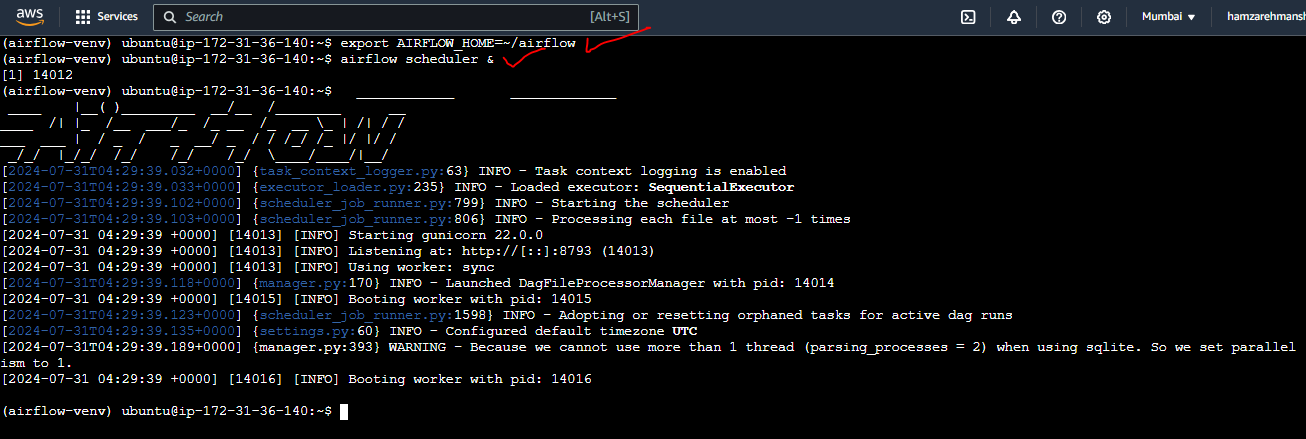 aws Services Search [Alt+S] Mumbai hamzarehmansh
(airflow-venv) ubuntu@ip-172-31-36-140:~$ export AIRFLOW_HOME=~/airflow
(airflow-venv) ubuntu@ip-172-31-36-140:~$ airflow scheduler &
[1] 14012
(airflow-venv) ubuntu@ip-172-31-36-140:~$
[2024-07-31T04:29:39.032+0000] {task_context_logger.py:63} INFO - Task context logging is enabled
[2024-07-31T04:29:39.033+0000] {executor_loader.py:235} INFO - Loaded executor: SequentialExecutor
[2024-07-31T04:29:39.102+0000] {scheduler_job_runner.py:799} INFO - Starting the scheduler
[2024-07-31T04:29:39.103+0000] {scheduler_job_runner.py:806} INFO - Processing each file at most -1 times
[2024-07-31 04:29:39 +0000] [14013] [INFO] Starting gunicorn 22.0.0
[2024-07-31 04:29:39 +0000] [14013] [INFO] Listening at: http://[::]:8793 (14013)
[2024-07-31 04:29:39 +0000] [14013] [INFO] Using worker: sync
[2024-07-31T04:29:39.118+0000] {manager.py:170} INFO - Launched DagFileProcessorManager with pid: 14014
[2024-07-31 04:29:39 +0000] [14015] [INFO] Booting worker with pid: 14015
[2024-07-31T04:29:39.123+0000] {scheduler_job_runner.py:1598} INFO - Adopting or resetting orphaned tasks for active dag runs
[2024-07-31T04:29:39.135+0000] {settings.py:60} INFO - Configured default timezone UTC
[2024-07-31T04:29:39.189+0000] {manager.py:393} WARNING - Because we cannot use more than 1 thread (parsing_processes = 2) when using sqlite. So we set parallel
ism to 1.
[2024-07-31 04:29:39 +0000] [14016] [INFO] Booting worker with pid: 14016
(airflow-venv) ubuntu@ip-172-31-36-140:~$